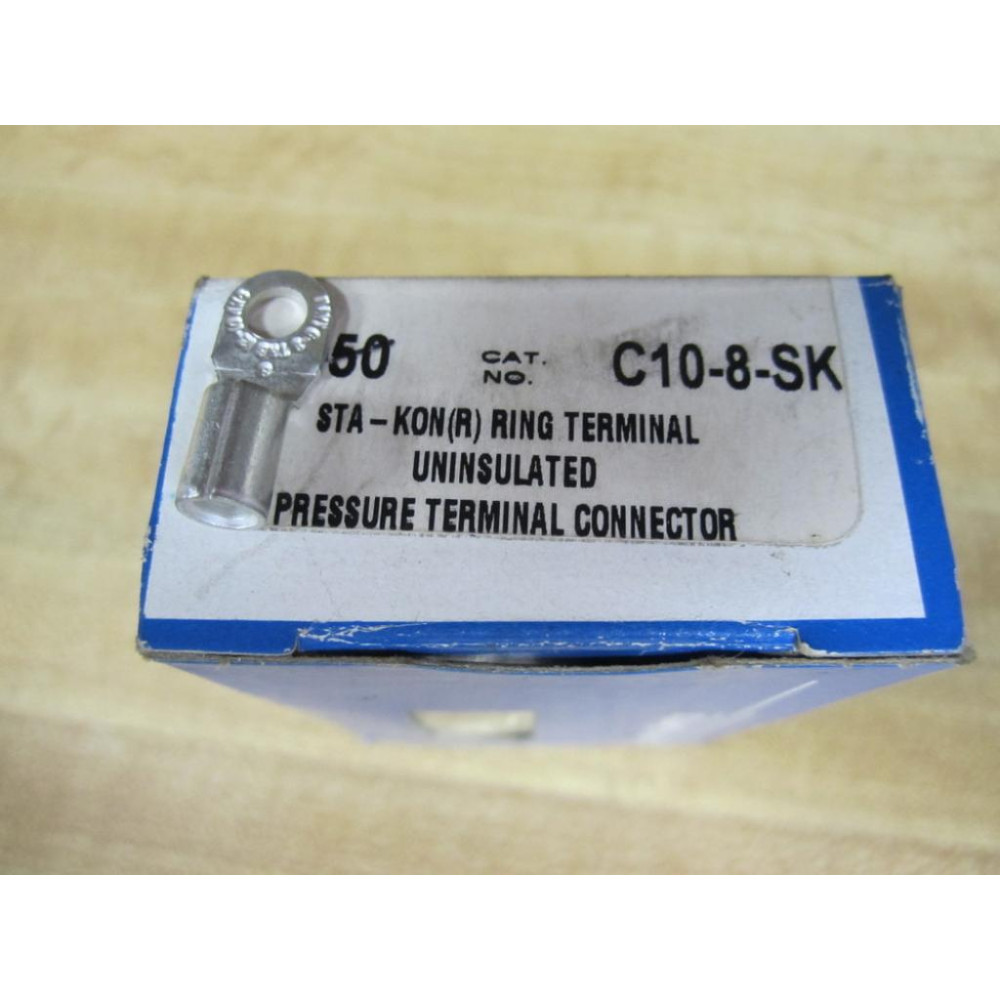 50 CAT. NO. C10-8-SK
STA-KON(R) RING TERMINAL
UNINSULATED
PRESSURE TERMINAL CONNECTOR